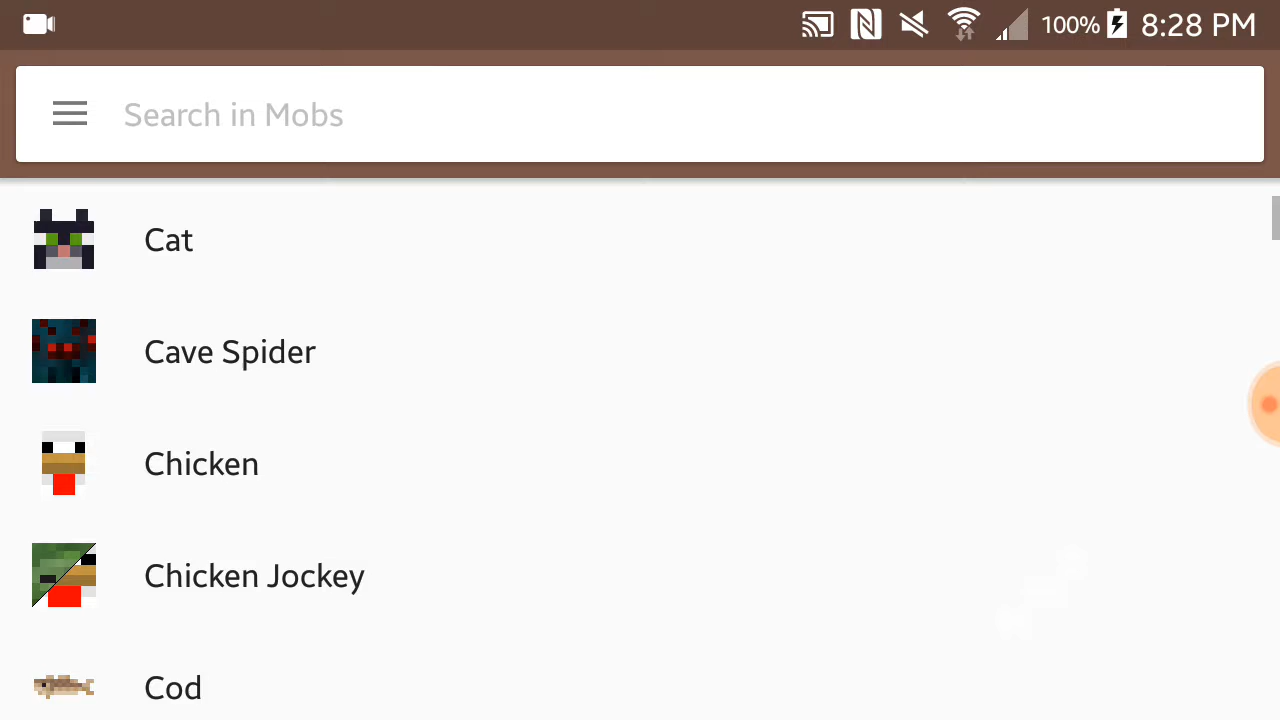 100% 8:28 PM
Search in Mobs
Cat
Cave Spider
Chicken
Chicken Jockey
Cod